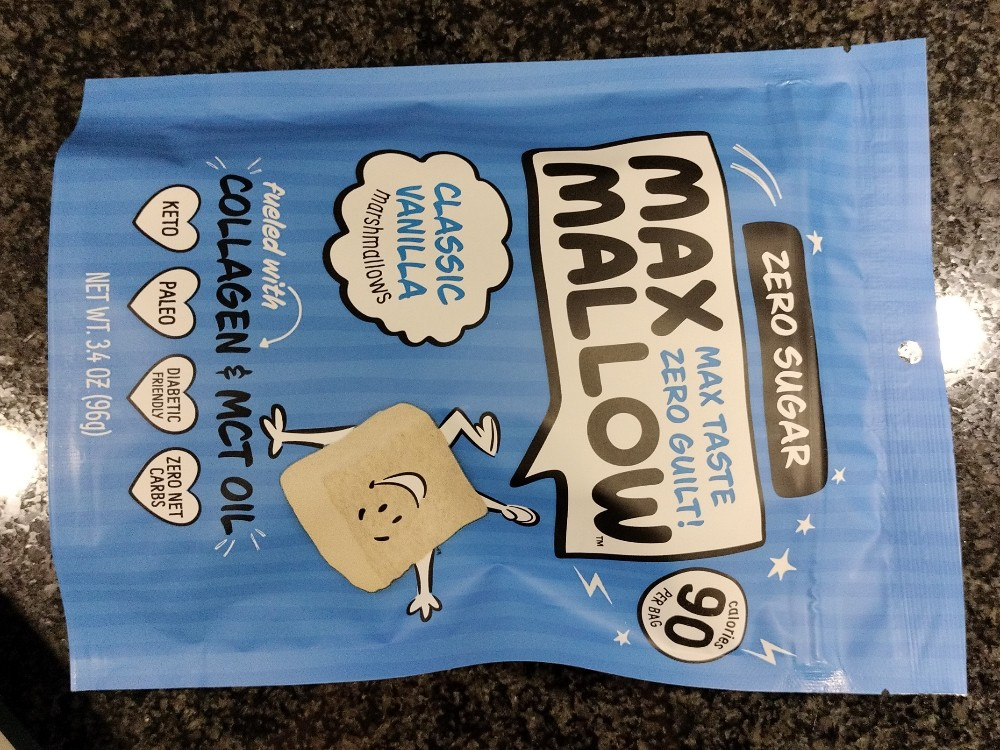 ZERO SUGAR
MAX TASTE
ZERO GUILT!
MAX
MALLOW™
calories
90
PER BAG
CLASSIC
VANILLA
marshmallows
fueled with
COLLAGEN & MCT OIL
KETO
PALEO
DIABETIC
FRIENDLY
ZERO NET
CARBS
NET WT. 3.4 OZ (96g)